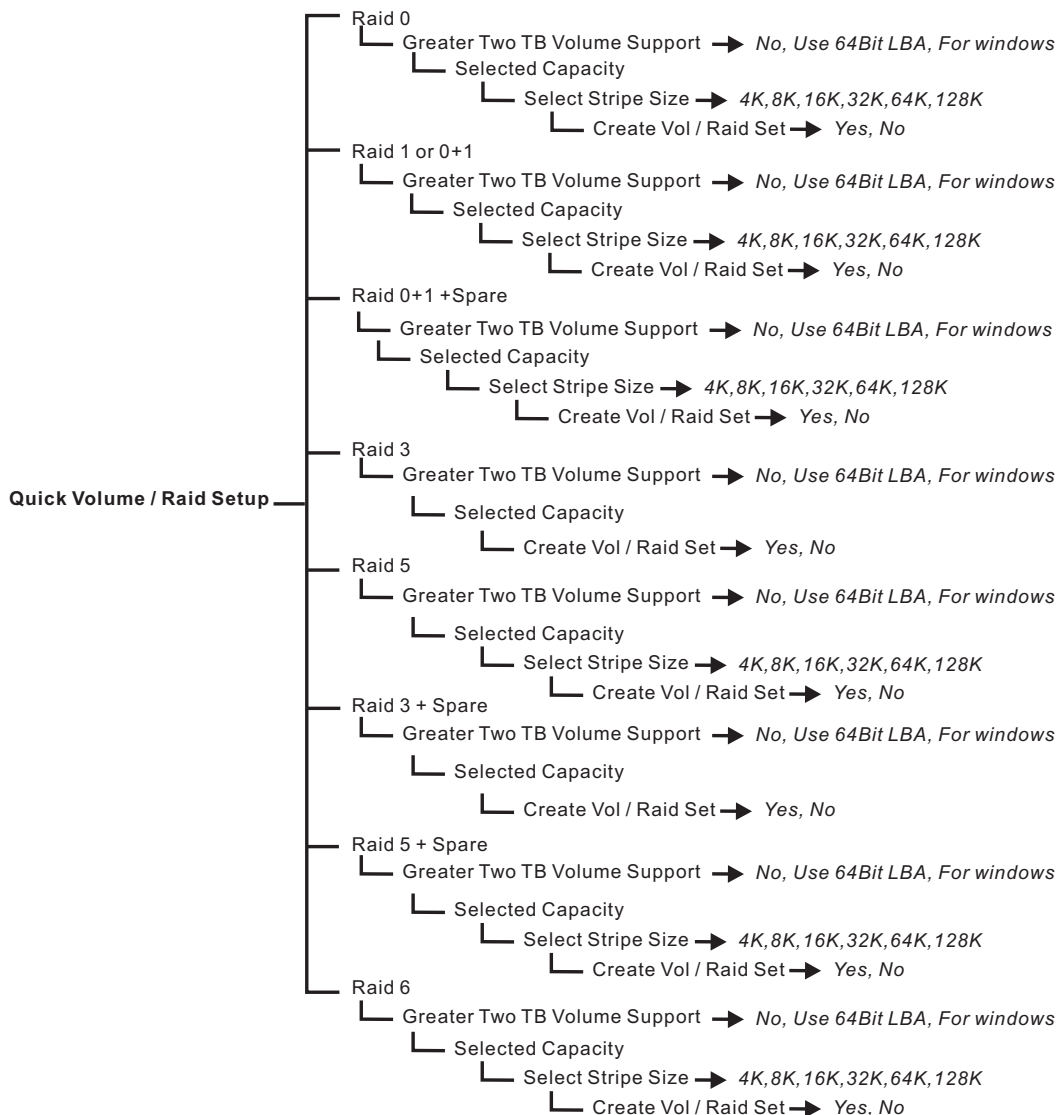 Raid 0
Greater Two TB Volume Support No, Use 64Bit LBA, For windows
Selected Capacity
Select Stripe Size 4K,8K,16K,32K,64K,128K
Create Vol / Raid Set Yes, No
Raid 1 or 0+1
Greater Two TB Volume Support No, Use 64Bit LBA, For windows
Selected Capacity
Select Stripe Size 4K,8K,16K,32K,64K,128K
Create Vol / Raid Set Yes, No
Raid 0+1 +Spare
Greater Two TB Volume Support No, Use 64Bit LBA, For windows
Selected Capacity
Select Stripe Size 4K,8K,16K,32K,64K,128K
Create Vol / Raid Set Yes, No
Raid 3
Greater Two TB Volume Support No, Use 64Bit LBA, For windows
Quick Volume / Raid Setup
Selected Capacity
Create Vol / Raid Set Yes, No
Raid 5
Greater Two TB Volume Support No, Use 64Bit LBA, For windows
Selected Capacity
Select Stripe Size 4K,8K,16K,32K,64K,128K
Create Vol / Raid Set Yes, No
Raid 3 + Spare
Greater Two TB Volume Support No, Use 64Bit LBA, For windows
Selected Capacity
Create Vol / Raid Set Yes, No
Raid 5 + Spare
Greater Two TB Volume Support No, Use 64Bit LBA, For windows
Selected Capacity
Select Stripe Size 4K,8K,16K,32K,64K,128K
Create Vol / Raid Set Yes, No
Raid 6
Greater Two TB Volume Support No, Use 64Bit LBA, For windows
Selected Capacity
Select Stripe Size 4K,8K,16K,32K,64K,128K
Create Vol / Raid Set Yes, No